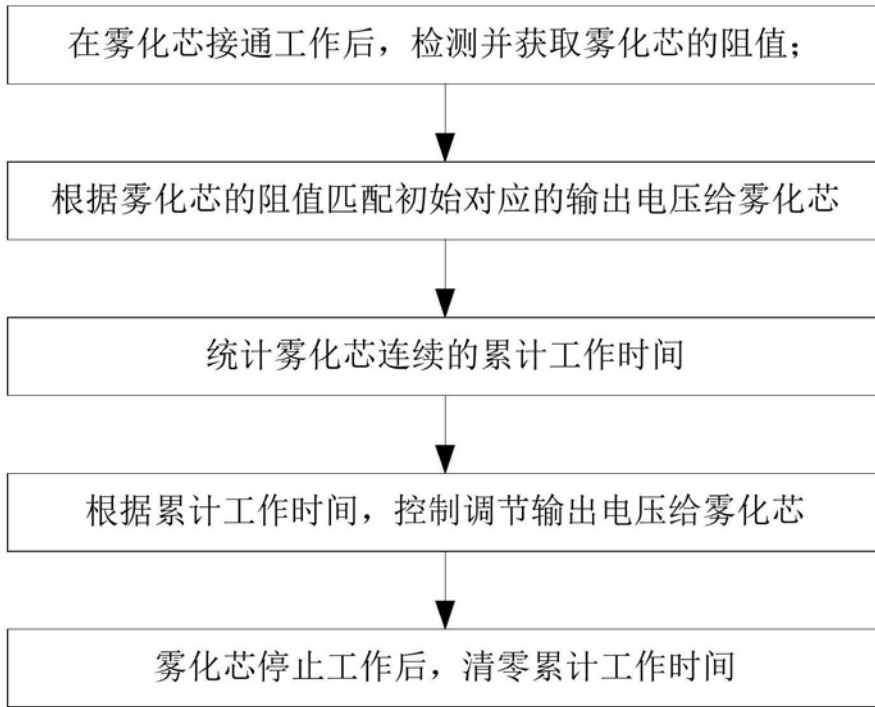 在雾化芯接通工作后，检测并获取雾化芯的阻值；
根据雾化芯的阻值匹配初始对应的输出电压给雾化芯
统计雾化芯连续的累计工作时间
根据累计工作时间，控制调节输出电压给雾化芯
雾化芯停止工作后，清零累计工作时间